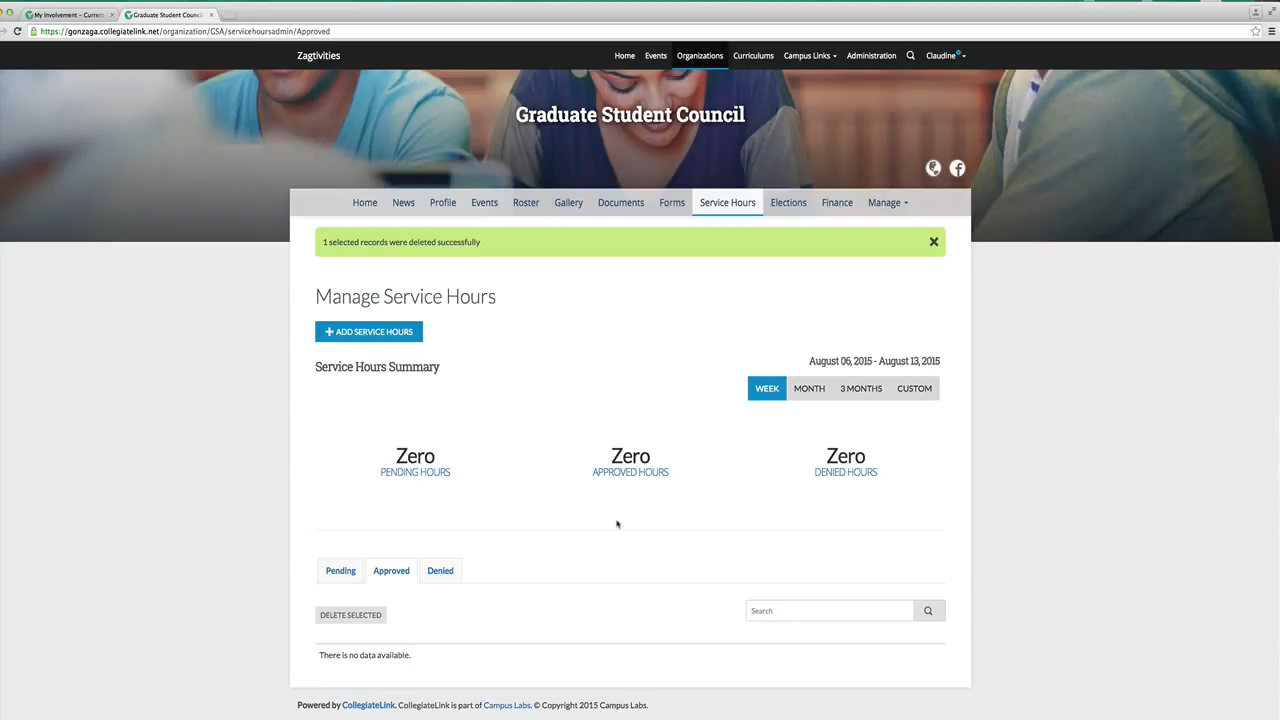 My Involvement - Current
Graduate Student Council
https://gonzaga.collegiatelink.net/organization/GSA/servicehoursadmin/Approved
Zagtivities
Home Events Organizations Curriculums Campus Links Administration Claudine
Graduate Student Council
Home News Profile Events Roster Gallery Documents Forms Service Hours Elections Finance Manage
1 selected records were deleted successfully
Manage Service Hours
ADD SERVICE HOURS
August 06, 2015 - August 13, 2015
Service Hours Summary
WEEK MONTH 3 MONTHS CUSTOM
Zero Zero Zero
PENDING HOURS APPROVED HOURS DENIED HOURS
Pending Approved Denied
DELETE SELECTED Search
There is no data available.
Powered by CollegiateLink. CollegiateLink is part of Campus Labs. © Copyright 2015 Campus Labs.